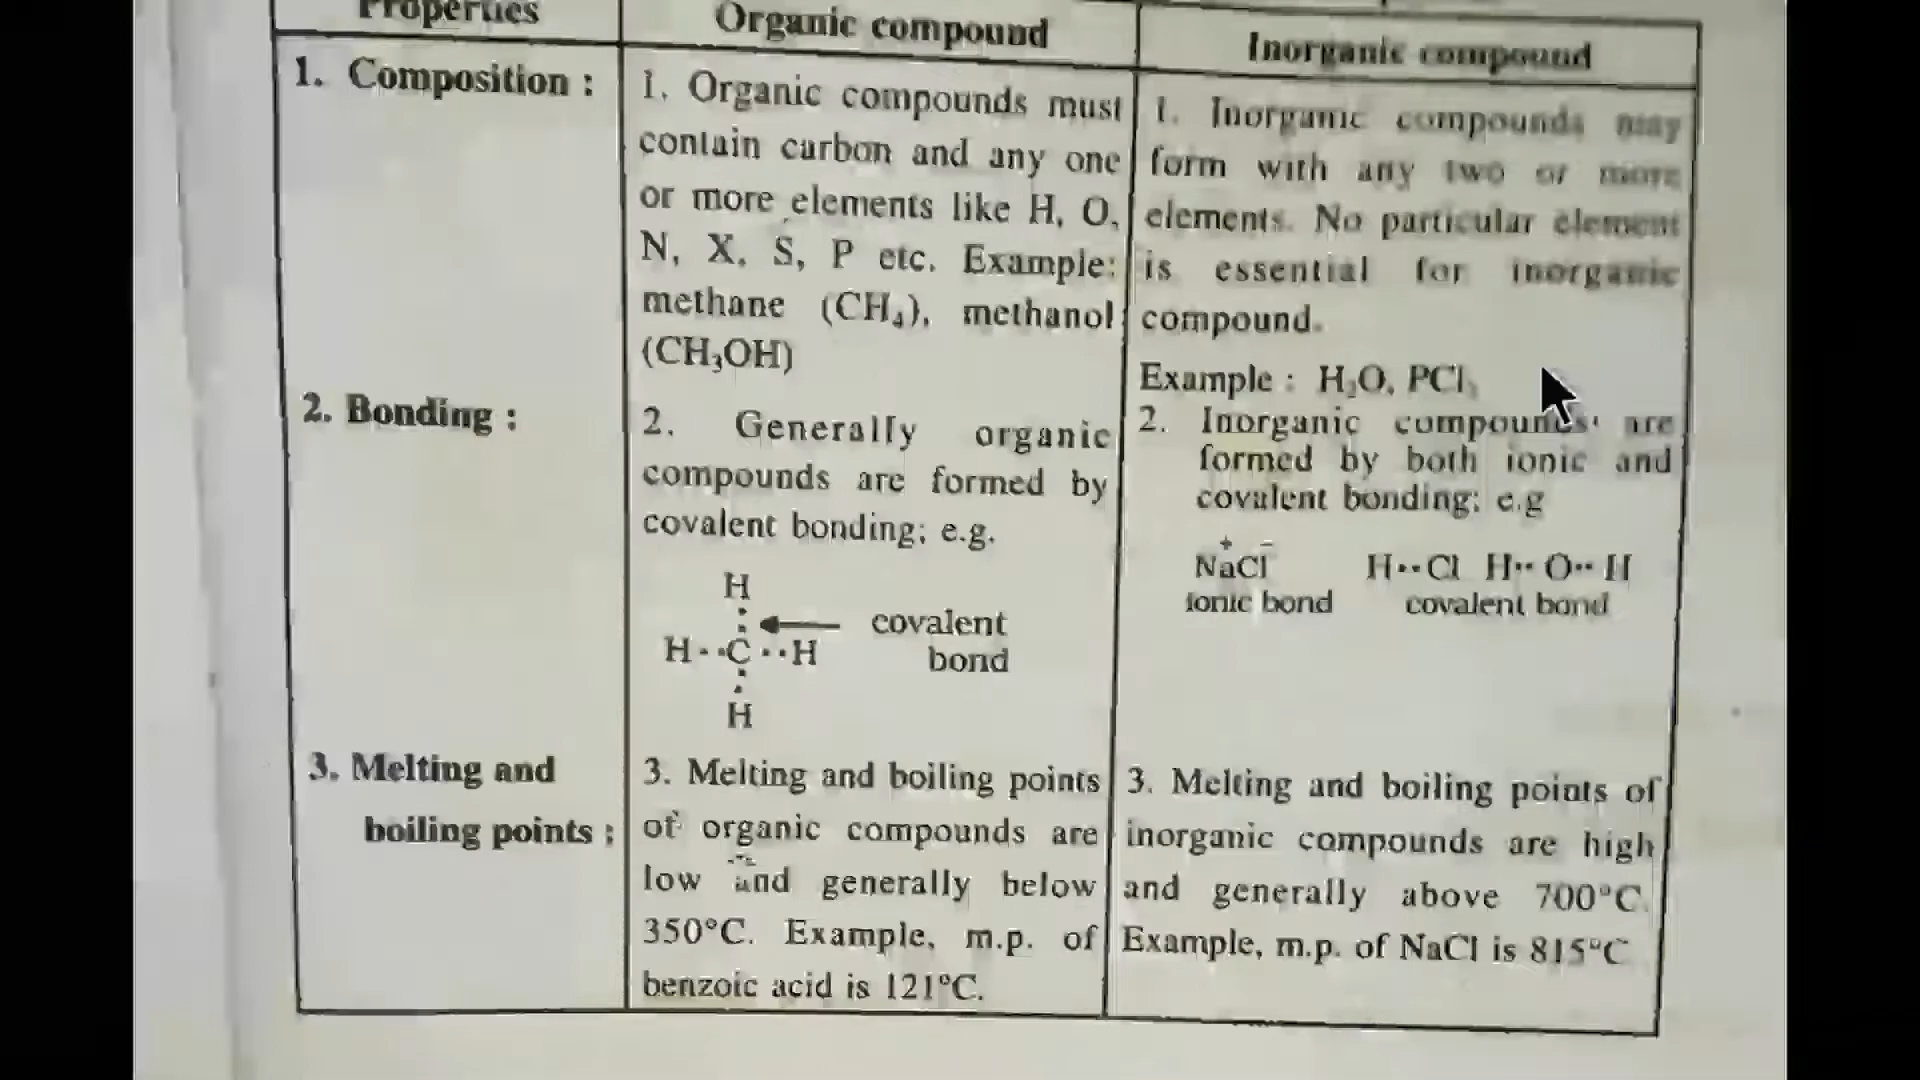 Properties
Organic compound
Inorganic compound
1. Composition :
1. Organic compounds must
contain carbon and any one
or more elements like H, O,
N, X, S, P etc. Example:
methane (CH₄), methanol
(CH₃OH)
1. Inorganic compounds may
form with any two or more
elements. No particular element
is essential for inorganic
compound.
Example : H₂O, PCl₃
2. Bonding :
2. Generally organic
compounds are formed by
covalent bonding; e.g.
H
H··C··H
H
covalent
bond
2. Inorganic compounds are
formed by both ionic and
covalent bonding; e.g
+ −
NaCl H··Cl H··O··H
ionic bond covalent bond
3. Melting and
boiling points :
3. Melting and boiling points
of organic compounds are
low and generally below
350°C. Example, m.p. of
benzoic acid is 121°C.
3. Melting and boiling points of
inorganic compounds are high
and generally above 700°C.
Example, m.p. of NaCl is 815°C